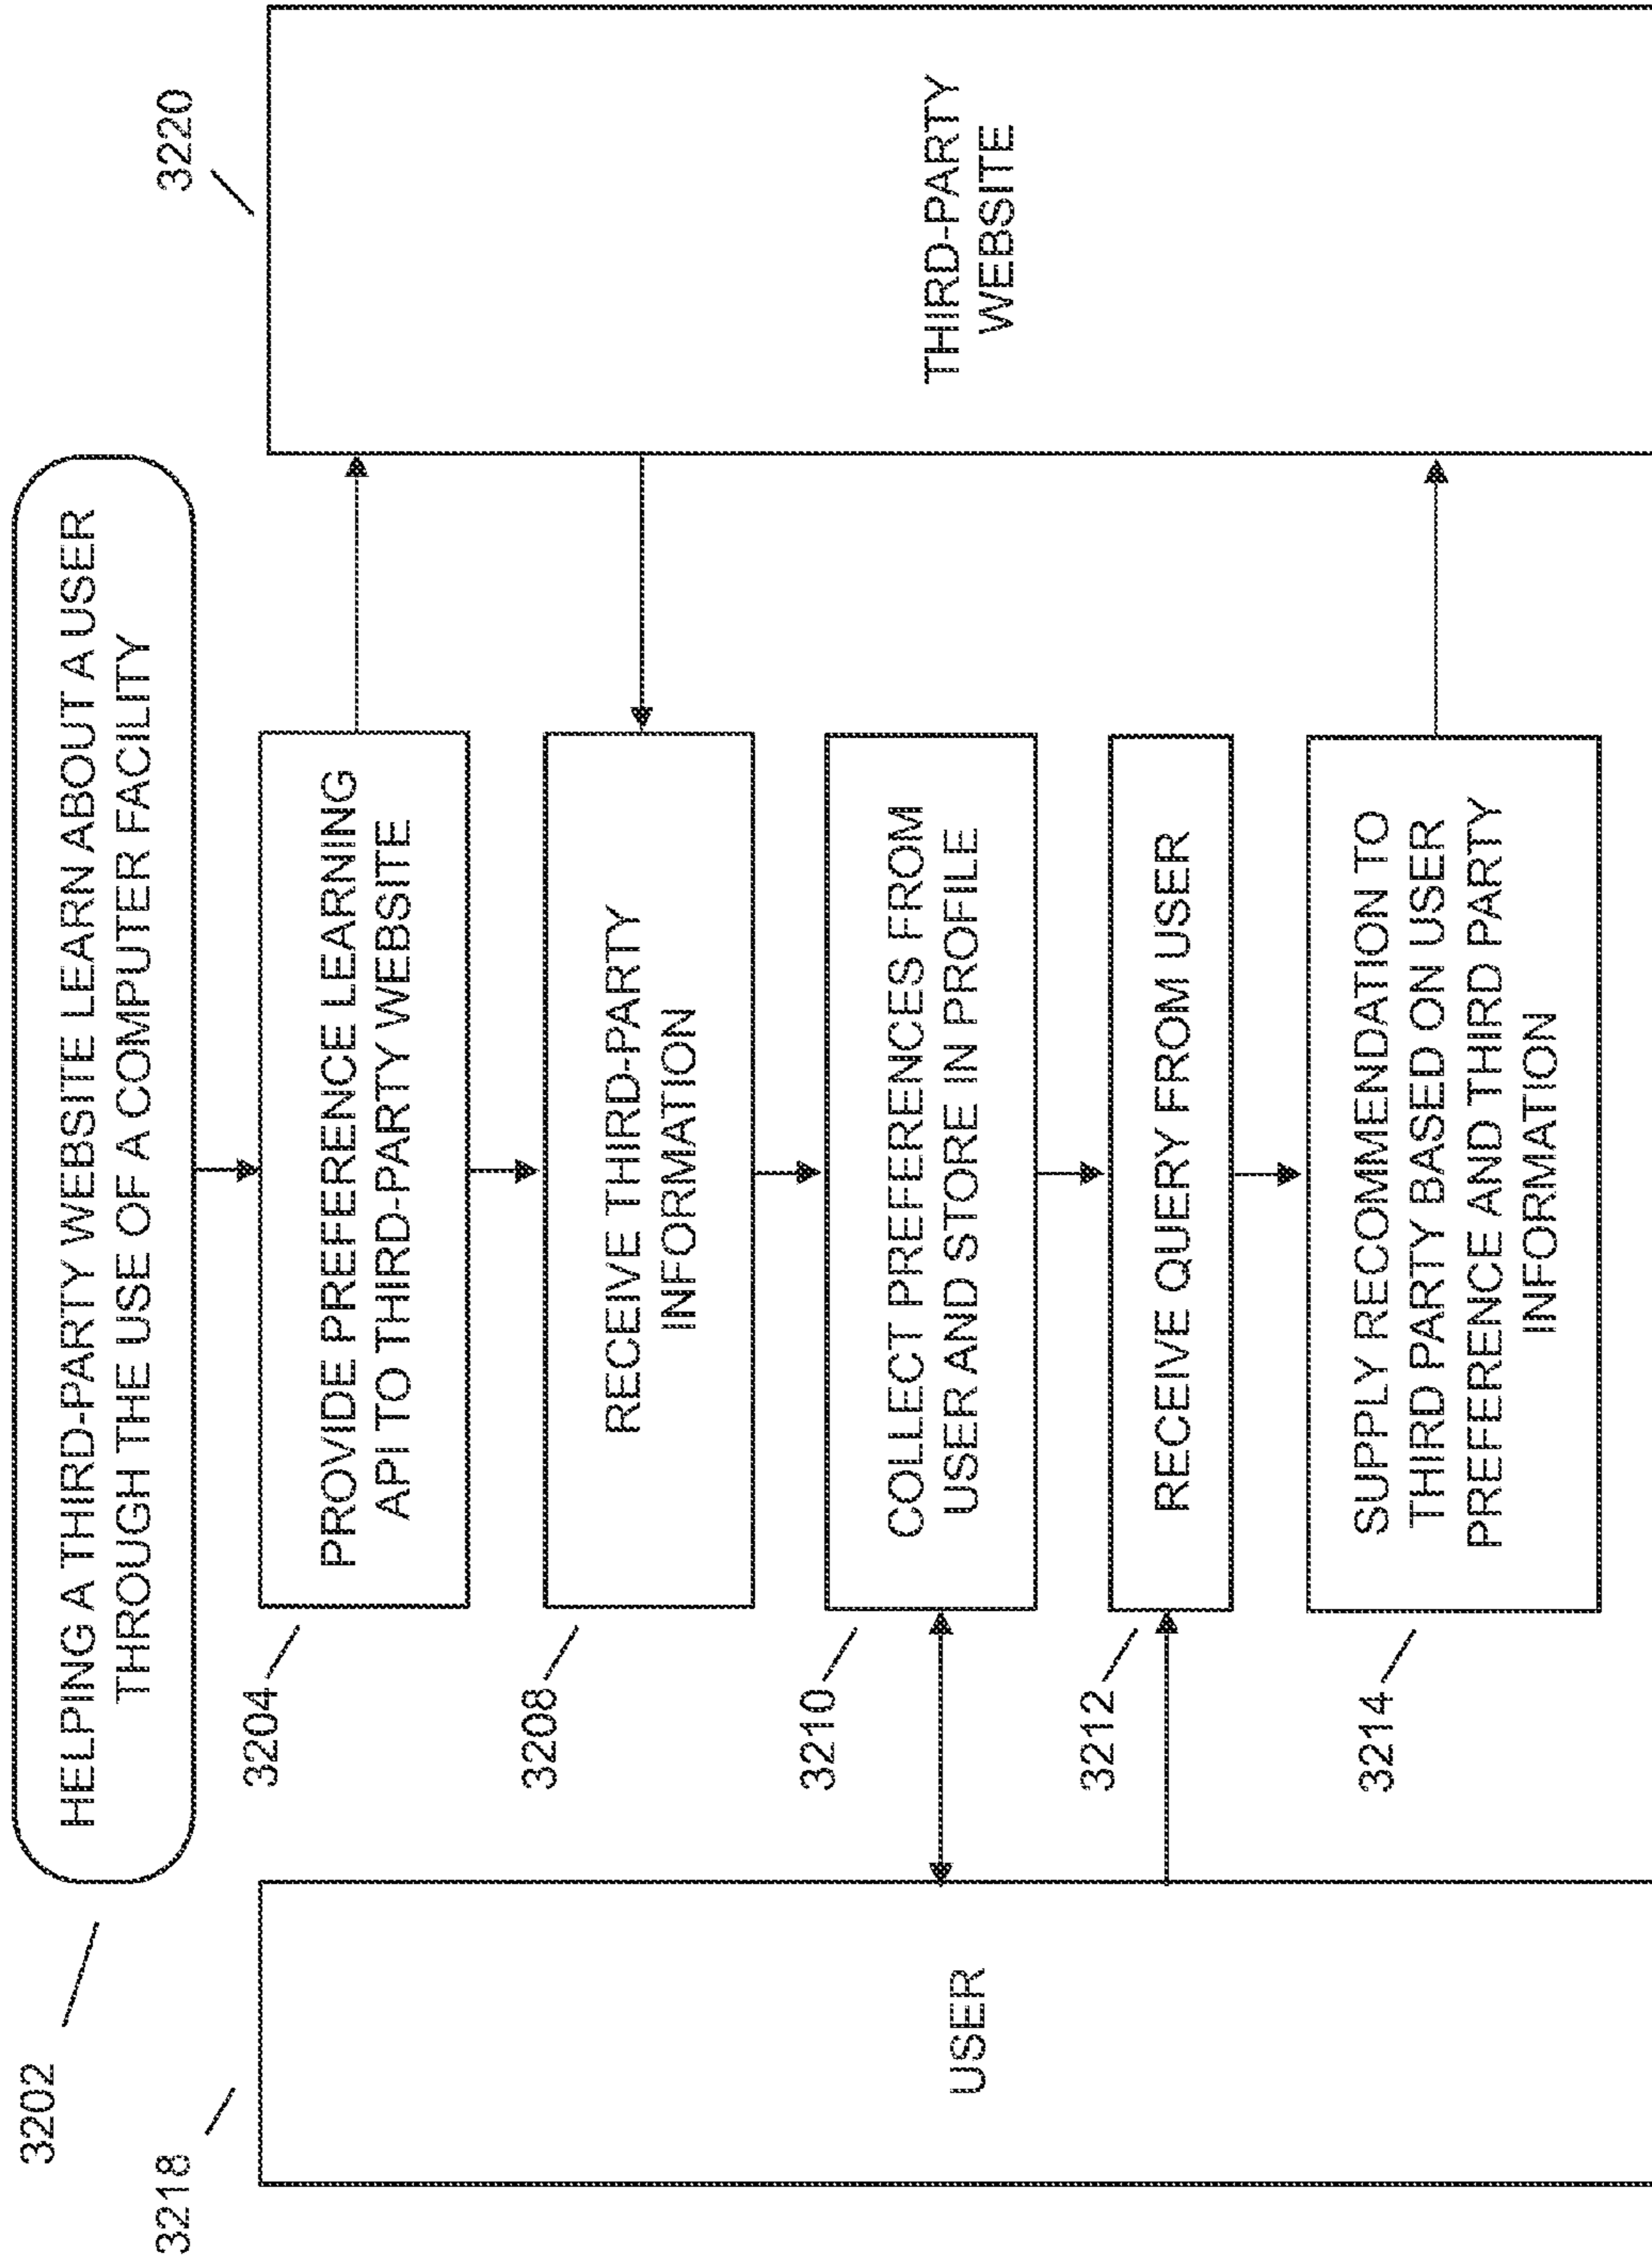 3202
HELPING A THIRD-PARTY WEBSITE LEARN ABOUT A USER
THROUGH THE USE OF A COMPUTER FACILITY
3218
USER
3220
THIRD-PARTY
WEBSITE
3204
PROVIDE PREFERENCE LEARNING
API TO THIRD-PARTY WEBSITE
3208
RECEIVE THIRD-PARTY
INFORMATION
3210
COLLECT PREFERENCES FROM
USER AND STORE IN PROFILE
3212
RECEIVE QUERY FROM USER
3214
SUPPLY RECOMMENDATION TO
THIRD PARTY BASED ON USER
PREFERENCE AND THIRD PARTY
INFORMATION